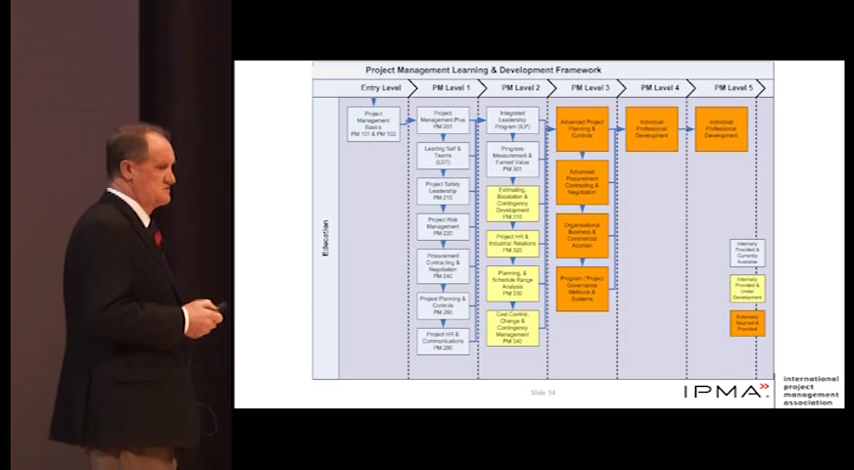 Project Management Learning & Development Framework
Entry Level
PM Level 1
PM Level 2
PM Level 3
PM Level 4
PM Level 5
Education
Project
Management
Basics
PM 101 & PM 102
Project
Management Plus
PM 201
Leading Self &
Teams
(LST)
Project Safety
Leadership
PM 210
Project Risk
Management
PM 220
Procurement
Contracting &
Negotiation
PM 240
Project Planning &
Controls
PM 260
Project HR &
Communications
PM 280
Integrated
Leadership
Program (ILP)
Progress
Measurement &
Earned Value
PM 301
Estimating,
Escalation &
Contingency
Development
PM 310
Project HR &
Industrial Relations
PM 320
Planning, &
Schedule Range
Analysis
PM 330
Cost Control,
Change &
Contingency
Management
PM 340
Advanced Project
Planning &
Controls
Advanced
Procurement
Contracting &
Negotiation
Organisational
Business &
Commercial
Acumen
Program / Project
Governance
Methods &
Systems
Individual
Professional
Development
Individual
Professional
Development
Internally
Provided &
Currently
Available
Internally
Provided &
Under
Development
Externally
Sourced &
Provided
Slide 34
IPMA
international
project
management
association